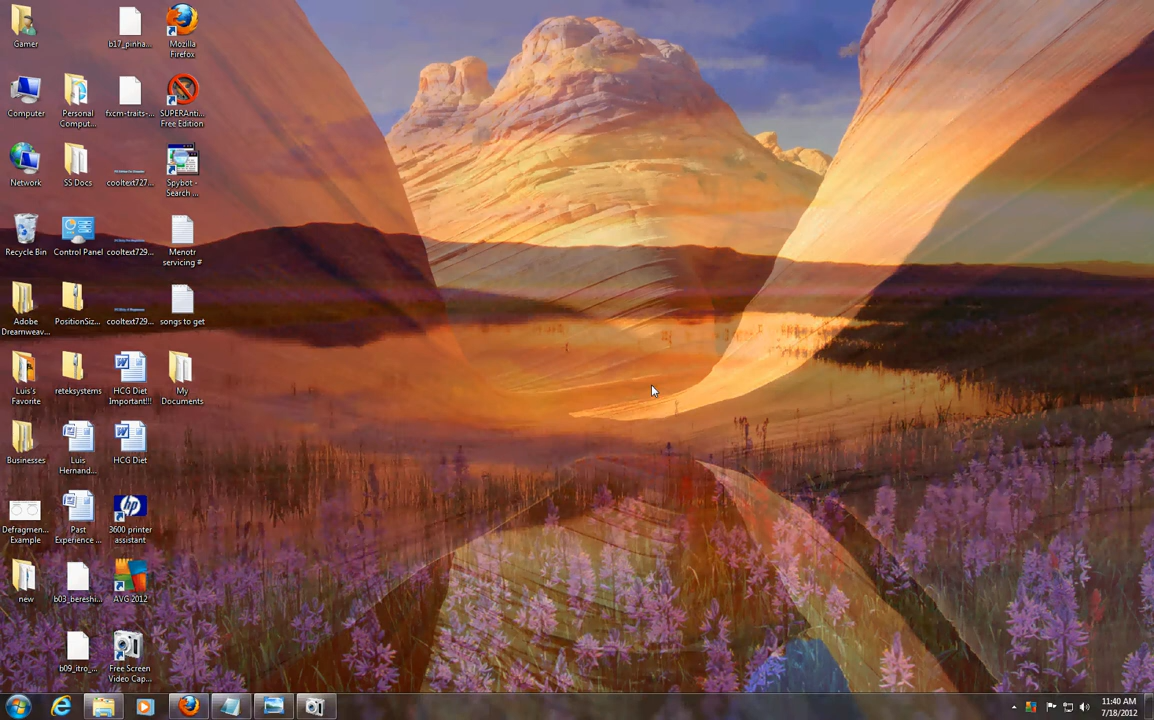 Gamer
Computer
Network
Recycle Bin
Adobe
Dreamweav...
Luis's
Favorite
Businesses
Defragmen...
Example
new
Personal
Comput...
SS Docs
Control Panel
PositionSiz...
reteksystems
Luis
Hernand...
Past
Experience ...
b03_bereshi...
b09_itro_...
b17_pinha...
fxcm-traits-...
cooltext727...
cooltext729...
cooltext729...
HCG Diet
Important!!!
HCG Diet
hp
3600 printer
assistant
AVG 2012
Free Screen
Video Cap...
Mozilla
Firefox
SUPERAnti...
Free Edition
Spybot -
Search ...
Menotr
servicing #
songs to get
My
Documents
11:40 AM
7/18/2012